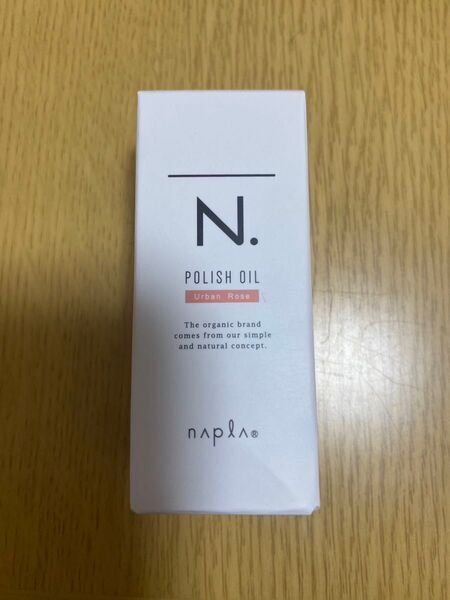 N.
POLISH OIL
Urban Rose
The organic brand
comes from our simple
and natural concept.
napla®